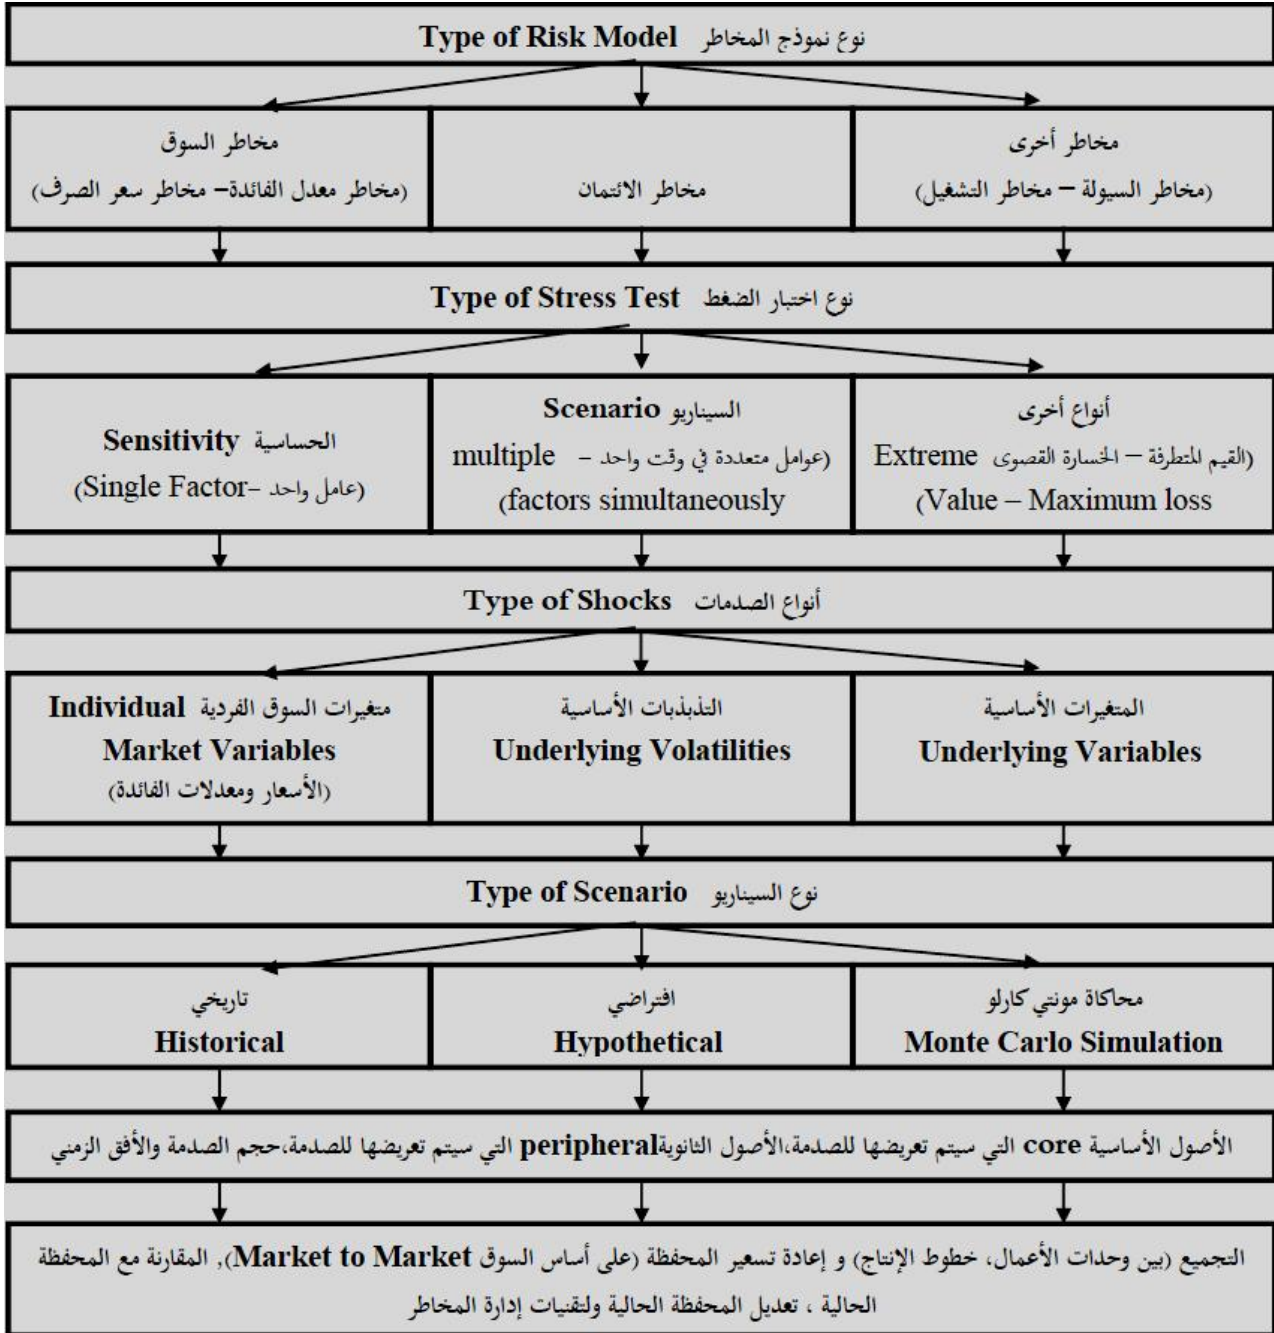 نوع نموذج المخاطر Type of Risk Model
مخاطر أخرى
(مخاطر السيولة – مخاطر التشغيل)
مخاطر الائتمان
مخاطر السوق
(مخاطر معدل الفائدة– مخاطر سعر الصرف)
نوع اختبار الضغط Type of Stress Test
أنواع أخرى
(القيم المتطرفة – الخسارة القصوى Extreme
Value – Maximum loss)
السيناريو Scenario
(عوامل متعددة في وقت واحد – multiple
factors simultaneously)
الحساسية Sensitivity
(عامل واحد –Single Factor)
أنواع الصدمات Type of Shocks
المتغيرات الأساسية
Underlying Variables
التذبذبات الأساسية
Underlying Volatilities
متغيرات السوق الفردية Individual
Market Variables
(الأسعار ومعدلات الفائدة)
نوع السيناريو Type of Scenario
محاكاة مونتي كارلو
Monte Carlo Simulation
افتراضي
Hypothetical
تاريخي
Historical
الأصول الأساسية core التي سيتم تعريضها للصدمة،الأصول الثانويةperipheral التي سيتم تعريضها للصدمة،حجم الصدمة والأفق الزمني
التجميع (بين وحدات الأعمال، خطوط الإنتاج) و إعادة تسعير المحفظة (على أساس السوق Market to Market), المقارنة مع المحفظة
الحالية ، تعديل المحفظة الحالية ولتقنيات إدارة المخاطر